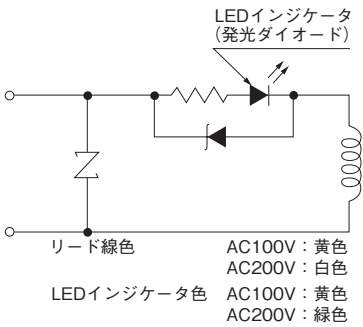 LEDインジケータ
(発光ダイオード)
リード線色 AC100V:黄色
AC200V:白色
LEDインジケータ色 AC100V:黄色
AC200V:緑色